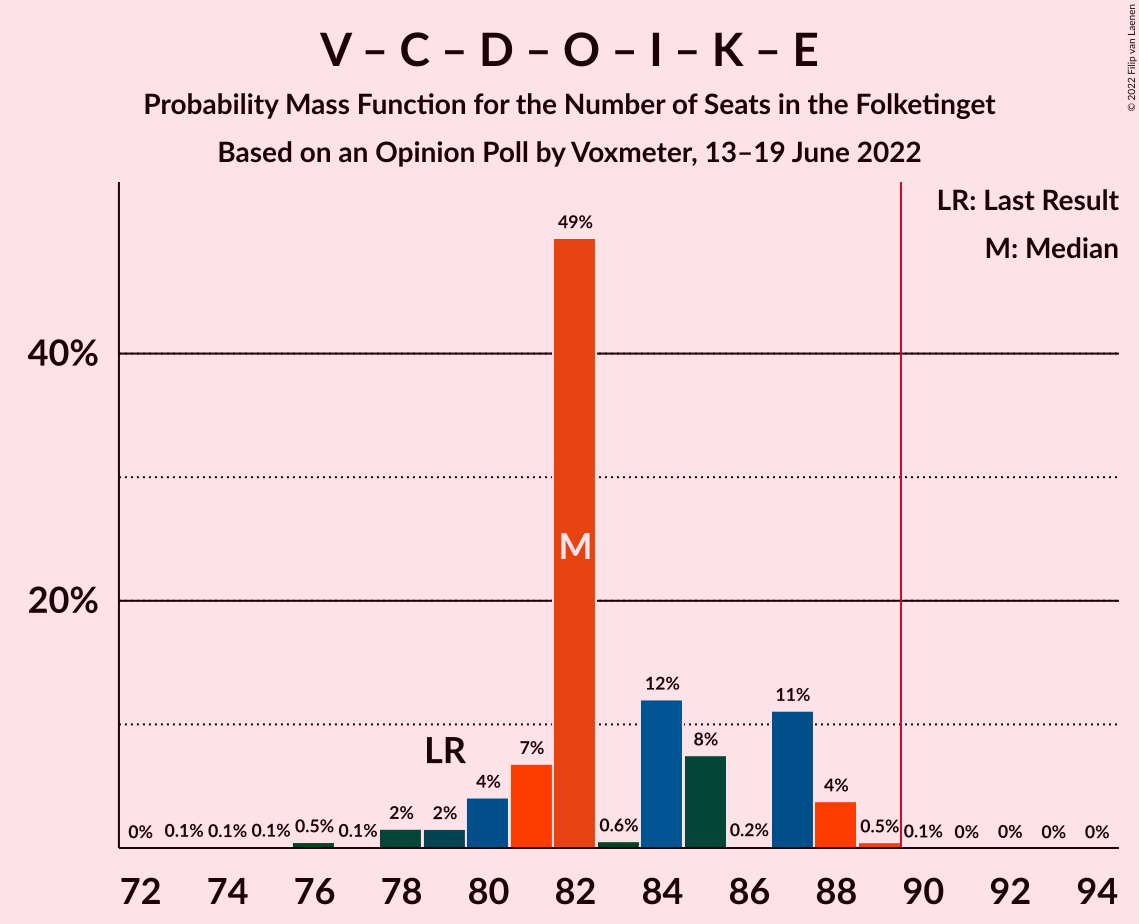 V – C – D – O – I – K – E
Probability Mass Function for the Number of Seats in the Folketinget
Based on an Opinion Poll by Voxmeter, 13–19 June 2022
© 2022 Filip van Laenen
LR: Last Result
M: Median
40%
20%
49%
M
LR
0%
0.1%
0.1%
0.1%
0.5%
0.1%
2%
2%
4%
7%
0.6%
12%
8%
0.2%
11%
4%
0.5%
0.1%
0%
0%
0%
0%
72 74 76 78 80 82 84 86 88 90 92 94